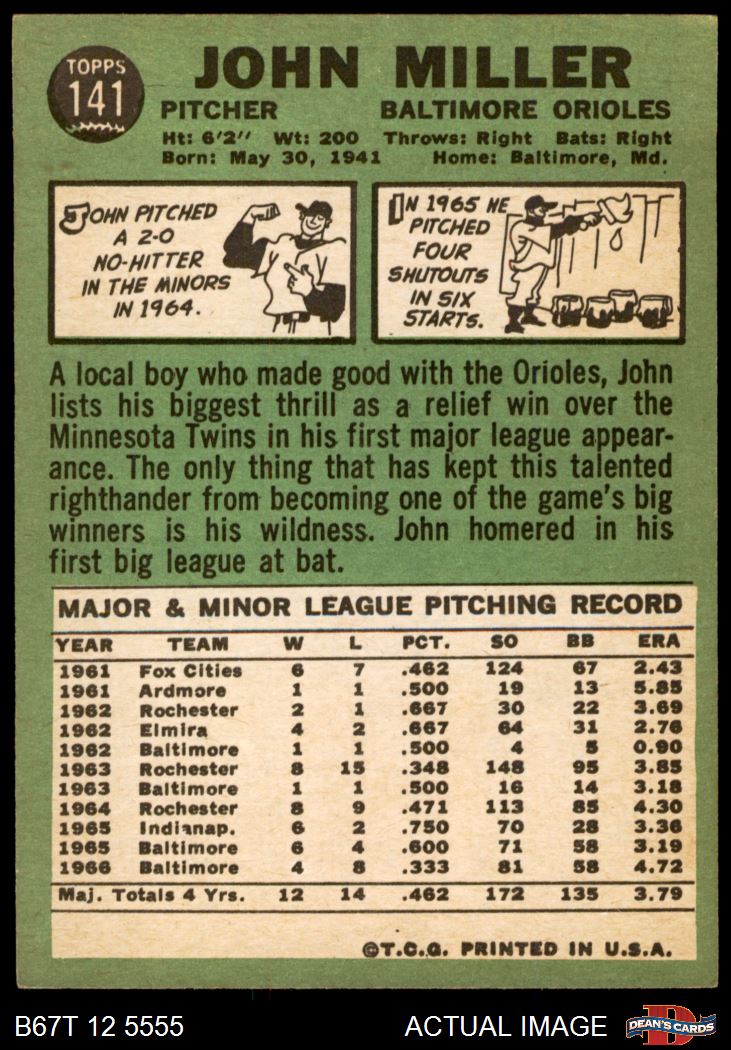 TOPPS
141
JOHN MILLER
PITCHER BALTIMORE ORIOLES
Ht: 6'2" Wt: 200 Throws: Right Bats: Right
Born: May 30, 1941 Home: Baltimore, Md.
JOHN PITCHED
A 2-0
NO-HITTER
IN THE MINORS
IN 1964.
IN 1965 HE
PITCHED
FOUR
SHUTOUTS
IN SIX
STARTS.
A local boy who made good with the Orioles, John
lists his biggest thrill as a relief win over the
Minnesota Twins in his first major league appear-
ance. The only thing that has kept this talented
righthander from becoming one of the game's big
winners is his wildness. John homered in his
first big league at bat.
MAJOR & MINOR LEAGUE PITCHING RECORD
YEAR TEAM W L PCT. SO BB ERA
1961 Fox Cities 6 7 .462 124 67 2.43
1961 Ardmore 1 1 .500 19 13 5.85
1962 Rochester 2 1 .667 30 22 3.69
1962 Elmira 4 2 .667 64 31 2.76
1962 Baltimore 1 1 .500 4 5 0.90
1963 Rochester 8 15 .348 148 95 3.85
1963 Baltimore 1 1 .500 16 14 3.18
1964 Rochester 8 9 .471 113 85 4.30
1965 Indianap. 6 2 .750 70 28 3.36
1965 Baltimore 6 4 .600 71 58 3.19
1966 Baltimore 4 8 .333 81 58 4.72
Maj. Totals 4 Yrs. 12 14 .462 172 135 3.79
©T.C.G. PRINTED IN U.S.A.
B67T 12 5555 ACTUAL IMAGE DEAN'S CARDS